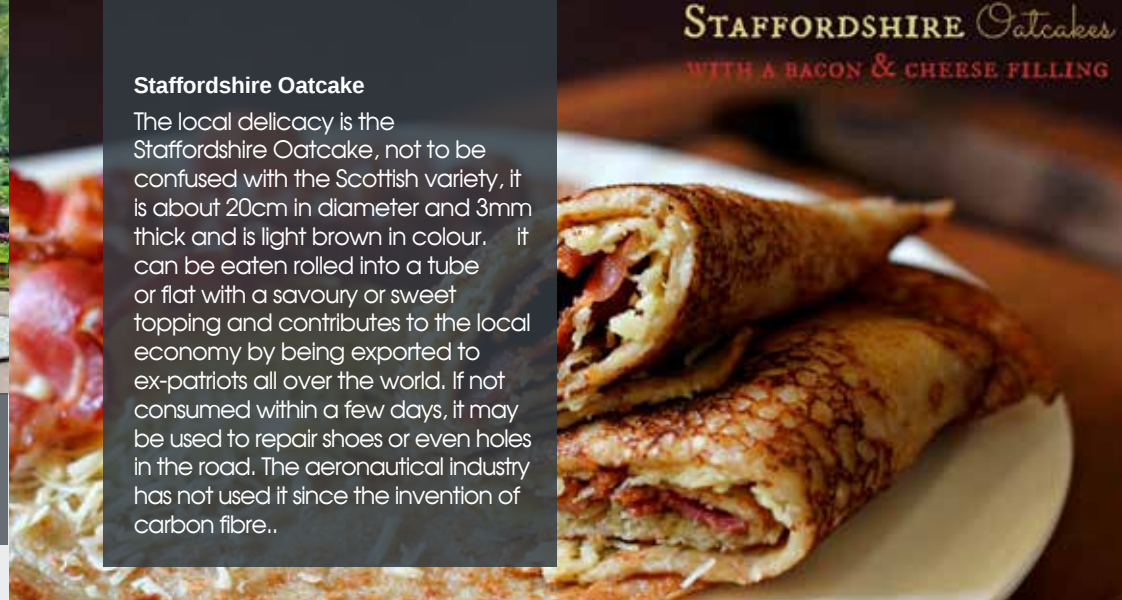 STAFFORDSHIRE Oatcakes
WITH A BACON & CHEESE FILLING
Staffordshire Oatcake
The local delicacy is the
Staffordshire Oatcake, not to be
confused with the Scottish variety, it
is about 20cm in diameter and 3mm
thick and is light brown in colour. it
can be eaten rolled into a tube
or flat with a savoury or sweet
topping and contributes to the local
economy by being exported to
ex-patriots all over the world. If not
consumed within a few days, it may
be used to repair shoes or even holes
in the road. The aeronautical industry
has not used it since the invention of
carbon fibre..